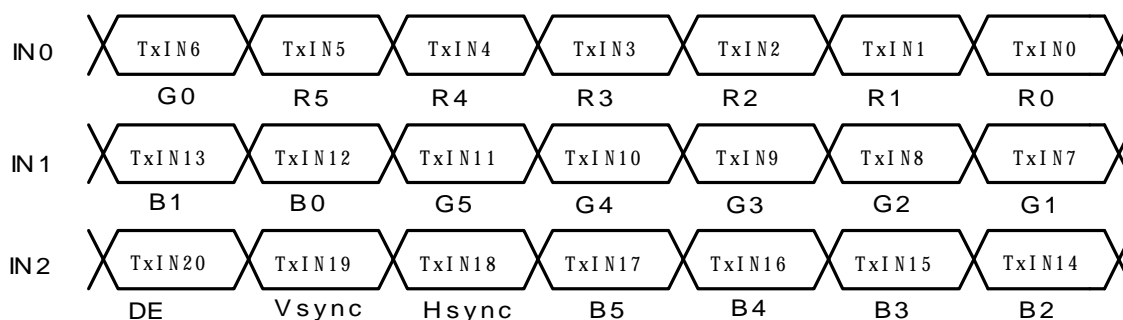 IN0 TxIN6 TxIN5 TxIN4 TxIN3 TxIN2 TxIN1 TxIN0
G0 R5 R4 R3 R2 R1 R0
IN1 TxIN13 TxIN12 TxIN11 TxIN10 TxIN9 TxIN8 TxIN7
B1 B0 G5 G4 G3 G2 G1
IN2 TxIN20 TxIN19 TxIN18 TxIN17 TxIN16 TxIN15 TxIN14
DE Vsync Hsync B5 B4 B3 B2